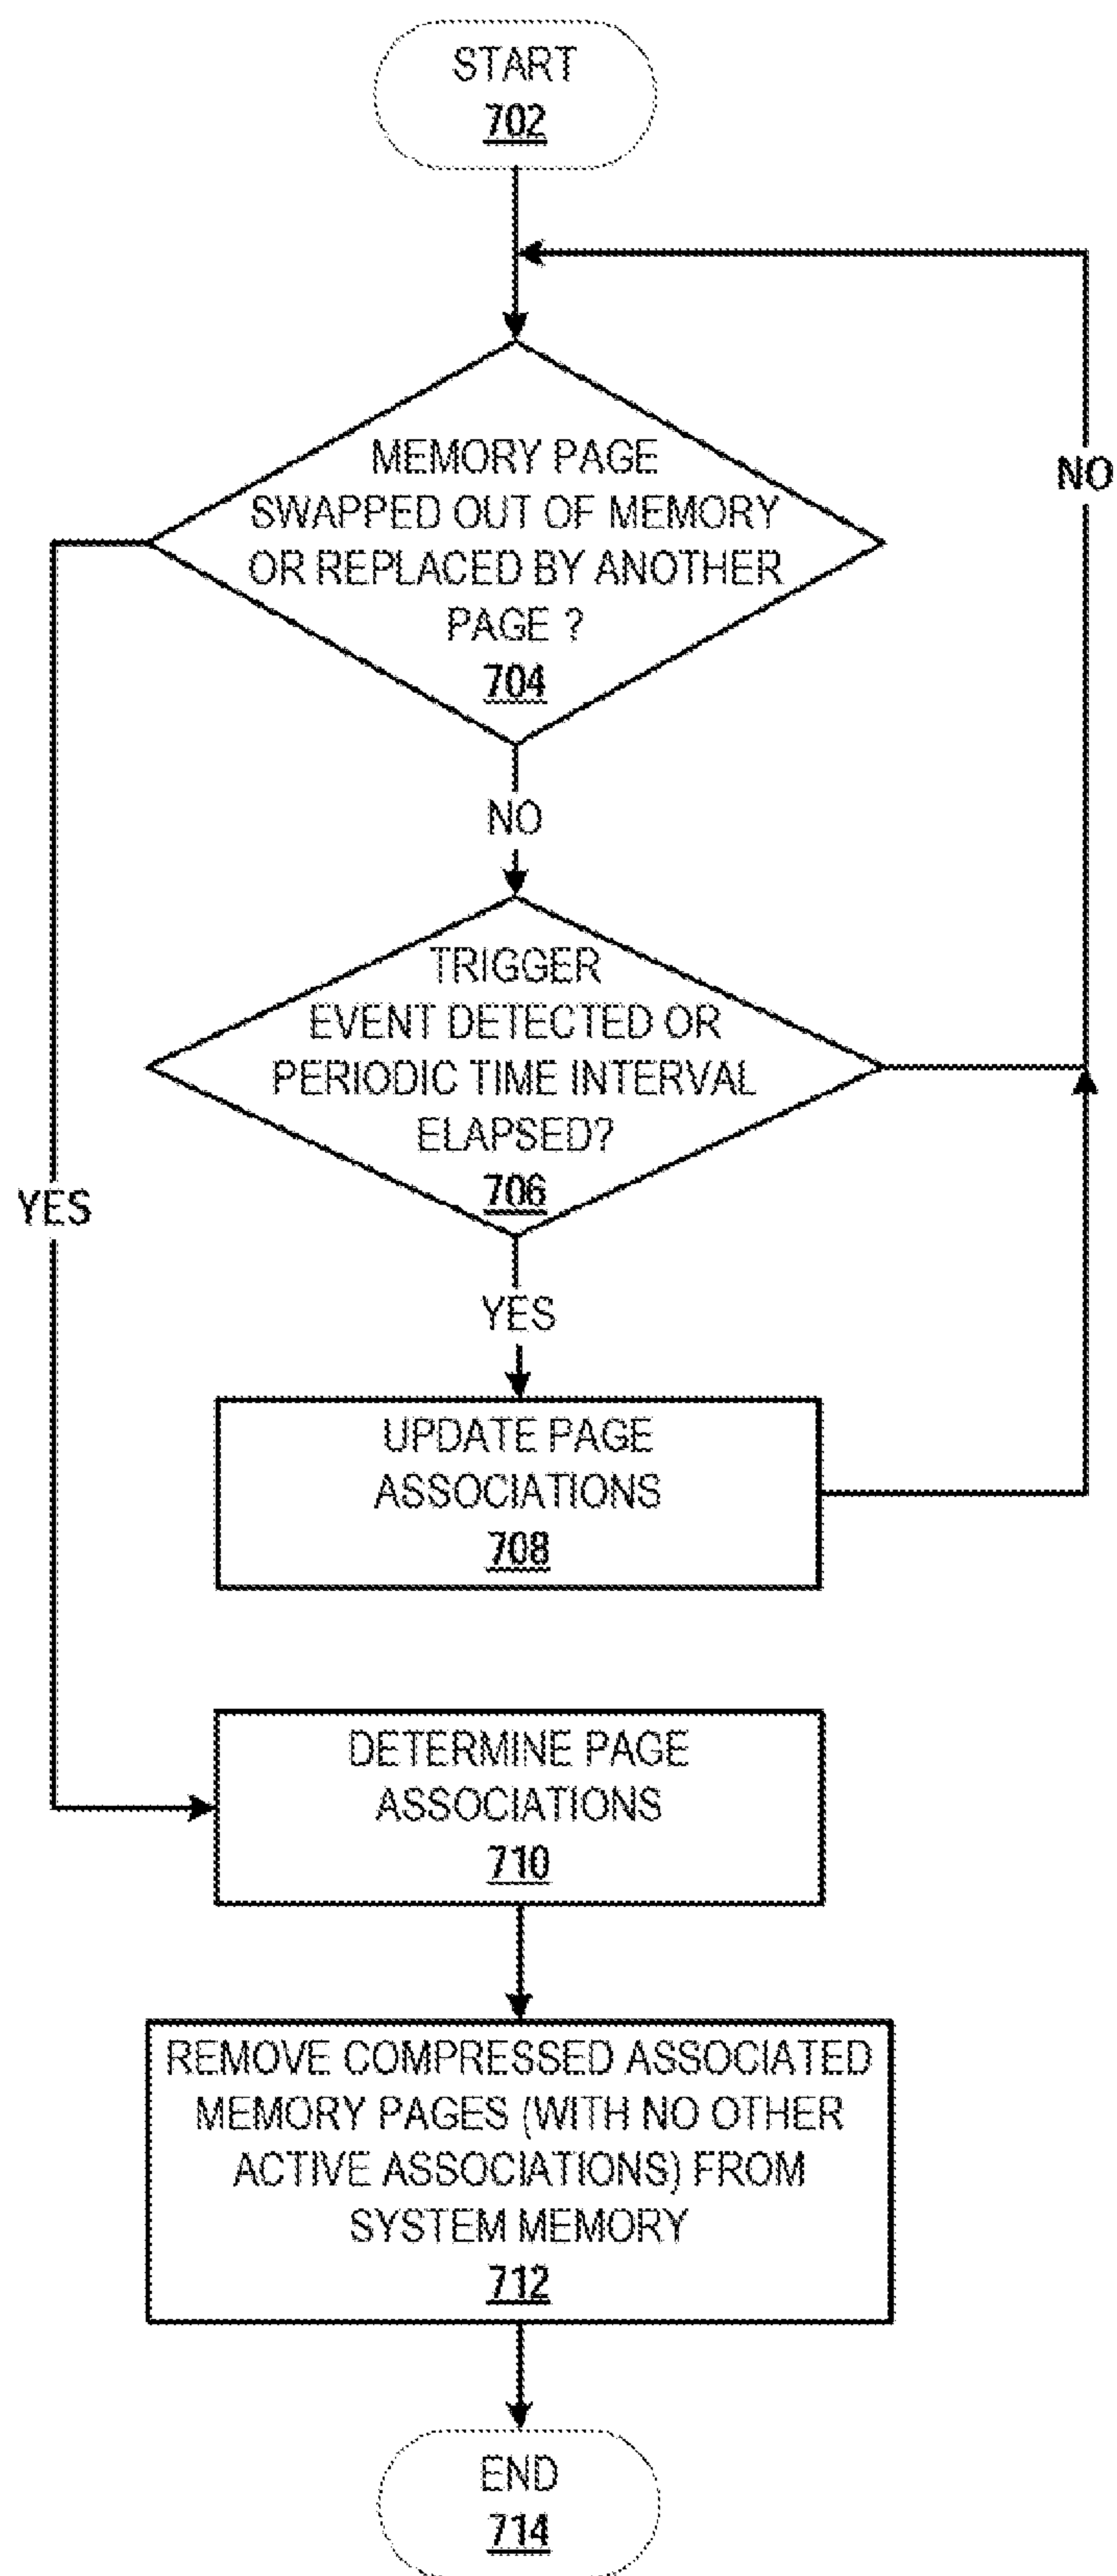 START
702
MEMORY PAGE
SWAPPED OUT OF MEMORY
OR REPLACED BY ANOTHER
PAGE ?
704
NO
NO
TRIGGER
EVENT DETECTED OR
PERIODIC TIME INTERVAL
ELAPSED?
706
YES
YES
UPDATE PAGE
ASSOCIATIONS
708
DETERMINE PAGE
ASSOCIATIONS
710
REMOVE COMPRESSED ASSOCIATED
MEMORY PAGES (WITH NO OTHER
ACTIVE ASSOCIATIONS) FROM
SYSTEM MEMORY
712
END
714